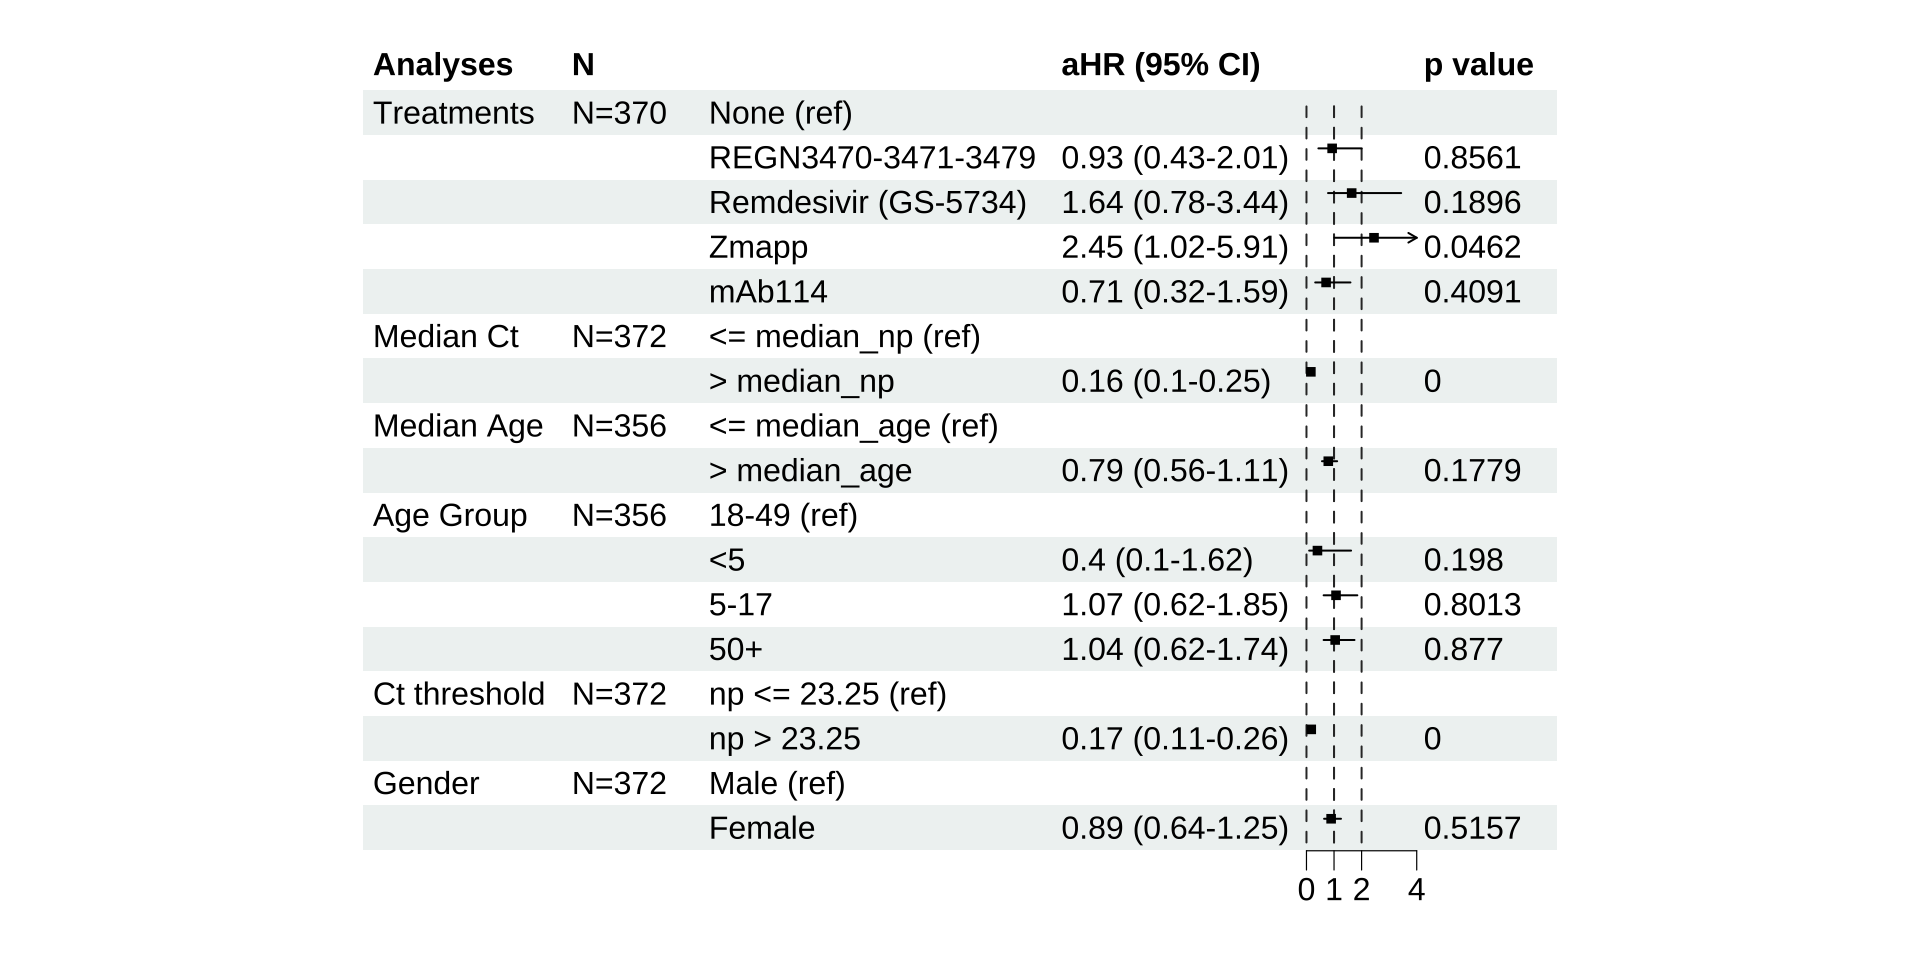 Analyses N aHR (95% CI) p value
Treatments N=370 None (ref)
REGN3470-3471-3479 0.93 (0.43-2.01) 0.8561
Remdesivir (GS-5734) 1.64 (0.78-3.44) 0.1896
Zmapp 2.45 (1.02-5.91) 0.0462
mAb114 0.71 (0.32-1.59) 0.4091
Median Ct N=372 <= median_np (ref)
> median_np 0.16 (0.1-0.25) 0
Median Age N=356 <= median_age (ref)
> median_age 0.79 (0.56-1.11) 0.1779
Age Group N=356 18-49 (ref)
<5 0.4 (0.1-1.62) 0.198
5-17 1.07 (0.62-1.85) 0.8013
50+ 1.04 (0.62-1.74) 0.877
Ct threshold N=372 np <= 23.25 (ref)
np > 23.25 0.17 (0.11-0.26) 0
Gender N=372 Male (ref)
Female 0.89 (0.64-1.25) 0.5157
0 1 2 4